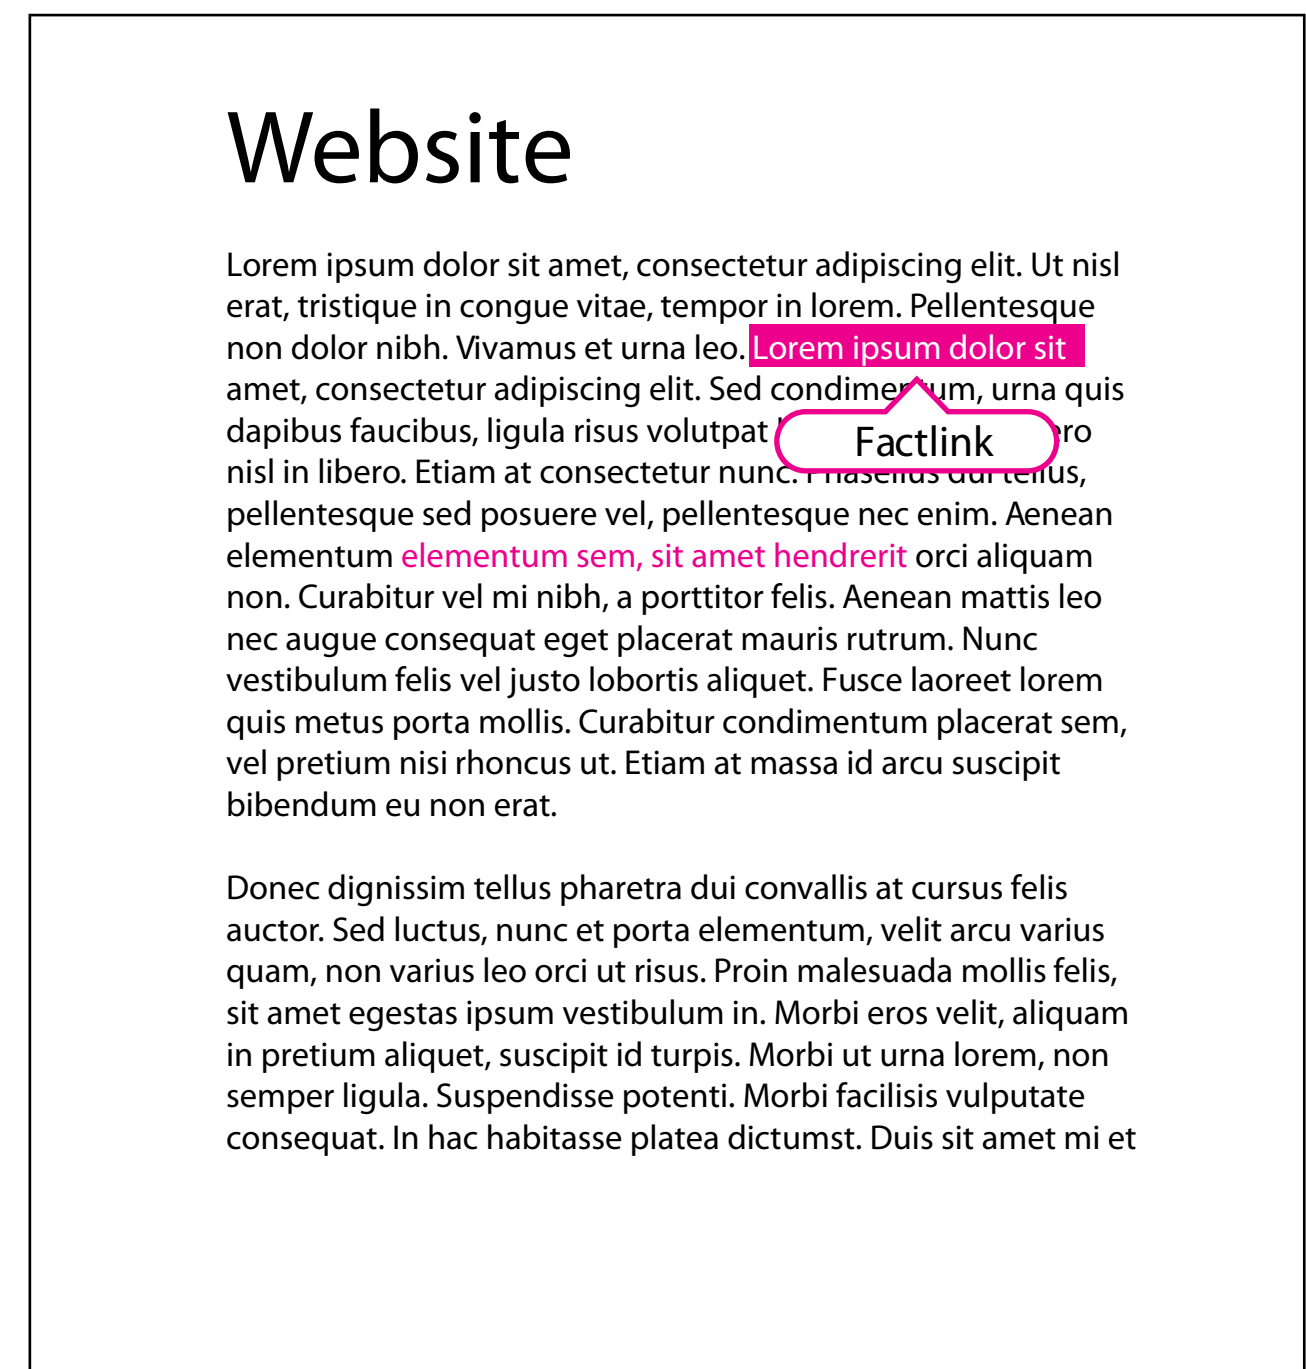 Website
Lorem ipsum dolor sit amet, consectetur adipiscing elit. Ut nisl
erat, tristique in congue vitae, tempor in lorem. Pellentesque
non dolor nibh. Vivamus et urna leo. Lorem ipsum dolor sit
amet, consectetur adipiscing elit. Sed condimentum, urna quis
dapibus faucibus, ligula risus volutpat
Factlink
nisl in libero. Etiam at consectetur nunc. Phasellus dui tellus,
pellentesque sed posuere vel, pellentesque nec enim. Aenean
elementum elementum sem, sit amet hendrerit orci aliquam
non. Curabitur vel mi nibh, a porttitor felis. Aenean mattis leo
nec augue consequat eget placerat mauris rutrum. Nunc
vestibulum felis vel justo lobortis aliquet. Fusce laoreet lorem
quis metus porta mollis. Curabitur condimentum placerat sem,
vel pretium nisi rhoncus ut. Etiam at massa id arcu suscipit
bibendum eu non erat.
Donec dignissim tellus pharetra dui convallis at cursus felis
auctor. Sed luctus, nunc et porta elementum, velit arcu varius
quam, non varius leo orci ut risus. Proin malesuada mollis felis,
sit amet egestas ipsum vestibulum in. Morbi eros velit, aliquam
in pretium aliquet, suscipit id turpis. Morbi ut urna lorem, non
semper ligula. Suspendisse potenti. Morbi facilisis vulputate
consequat. In hac habitasse platea dictumst. Duis sit amet mi et